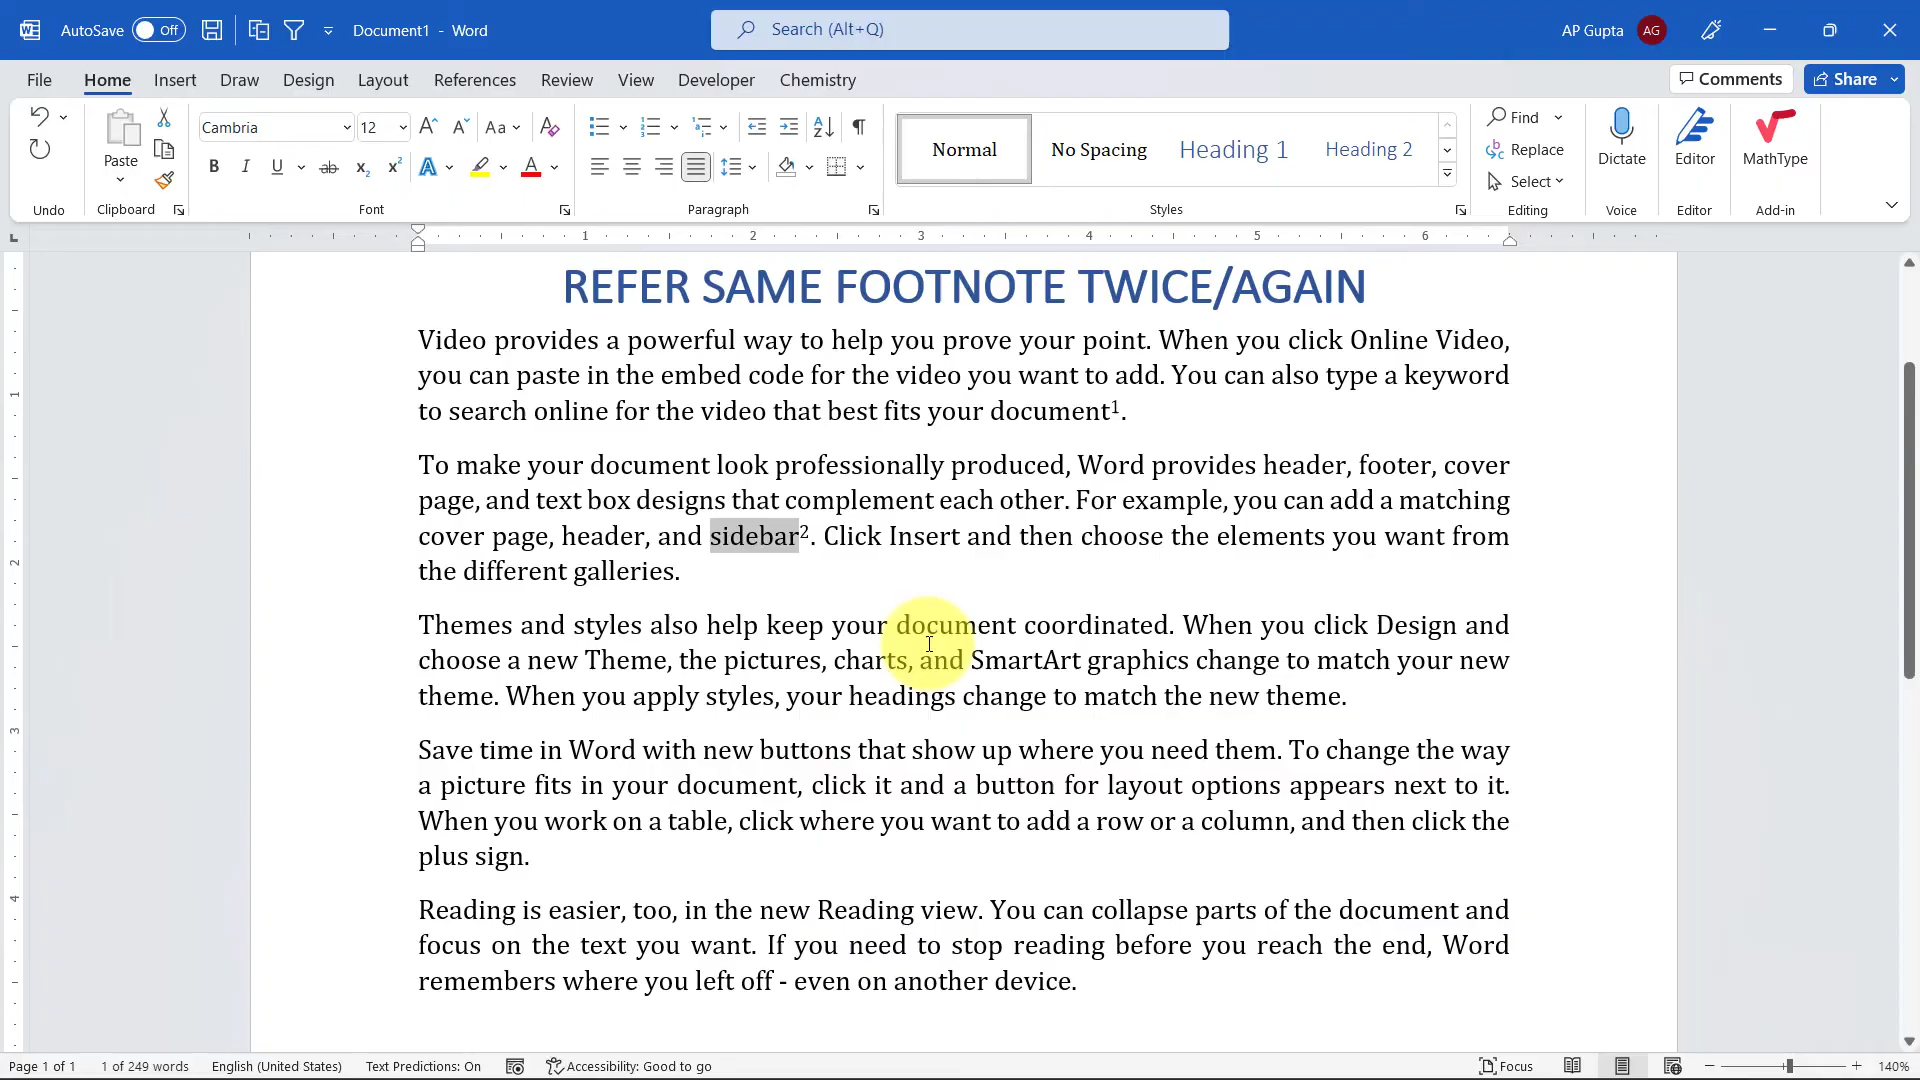 AutoSave Off Document1 - Word Search (Alt+Q) AP Gupta AG
File Home Insert Draw Design Layout References Review View Developer Chemistry Comments Share
Cambria 12 Aa
Paste
B I U ab x₂ x² A A
Normal No Spacing Heading 1 Heading 2
Find
Replace
Select
Dictate Editor MathType
Undo Clipboard Font Paragraph Styles Editing Voice Editor Add-in
1 2 3 4 5 6
REFER SAME FOOTNOTE TWICE/AGAIN
Video provides a powerful way to help you prove your point. When you click Online Video,
you can paste in the embed code for the video you want to add. You can also type a keyword
to search online for the video that best fits your document¹.
To make your document look professionally produced, Word provides header, footer, cover
page, and text box designs that complement each other. For example, you can add a matching
cover page, header, and sidebar². Click Insert and then choose the elements you want from
the different galleries.
Themes and styles also help keep your document coordinated. When you click Design and
choose a new Theme, the pictures, charts, and SmartArt graphics change to match your new
theme. When you apply styles, your headings change to match the new theme.
Save time in Word with new buttons that show up where you need them. To change the way
a picture fits in your document, click it and a button for layout options appears next to it.
When you work on a table, click where you want to add a row or a column, and then click the
plus sign.
Reading is easier, too, in the new Reading view. You can collapse parts of the document and
focus on the text you want. If you need to stop reading before you reach the end, Word
remembers where you left off - even on another device.
1
2
3
4
Page 1 of 1 1 of 249 words English (United States) Text Predictions: On Accessibility: Good to go Focus 140%